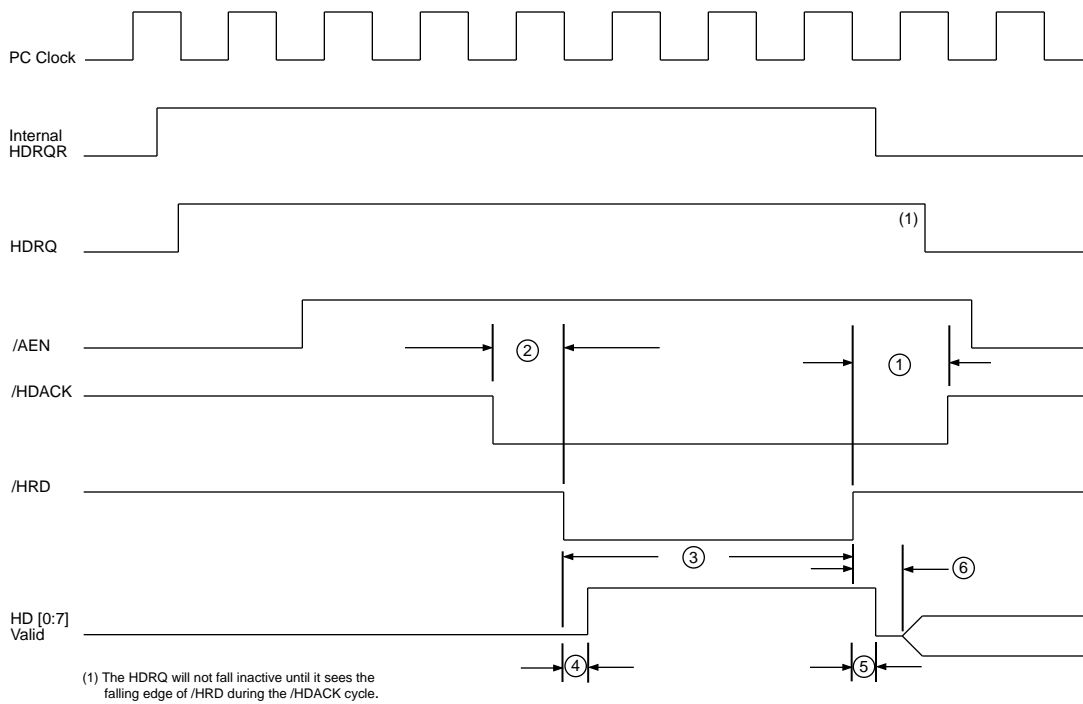 PC Clock
Internal
HDRQR
(1)
HDRQ
/AEN
2
1
/HDACK
/HRD
3
6
HD [0:7]
Valid
4
5
(1) The HDRQ will not fall inactive until it sees the
falling edge of /HRD during the /HDACK cycle.